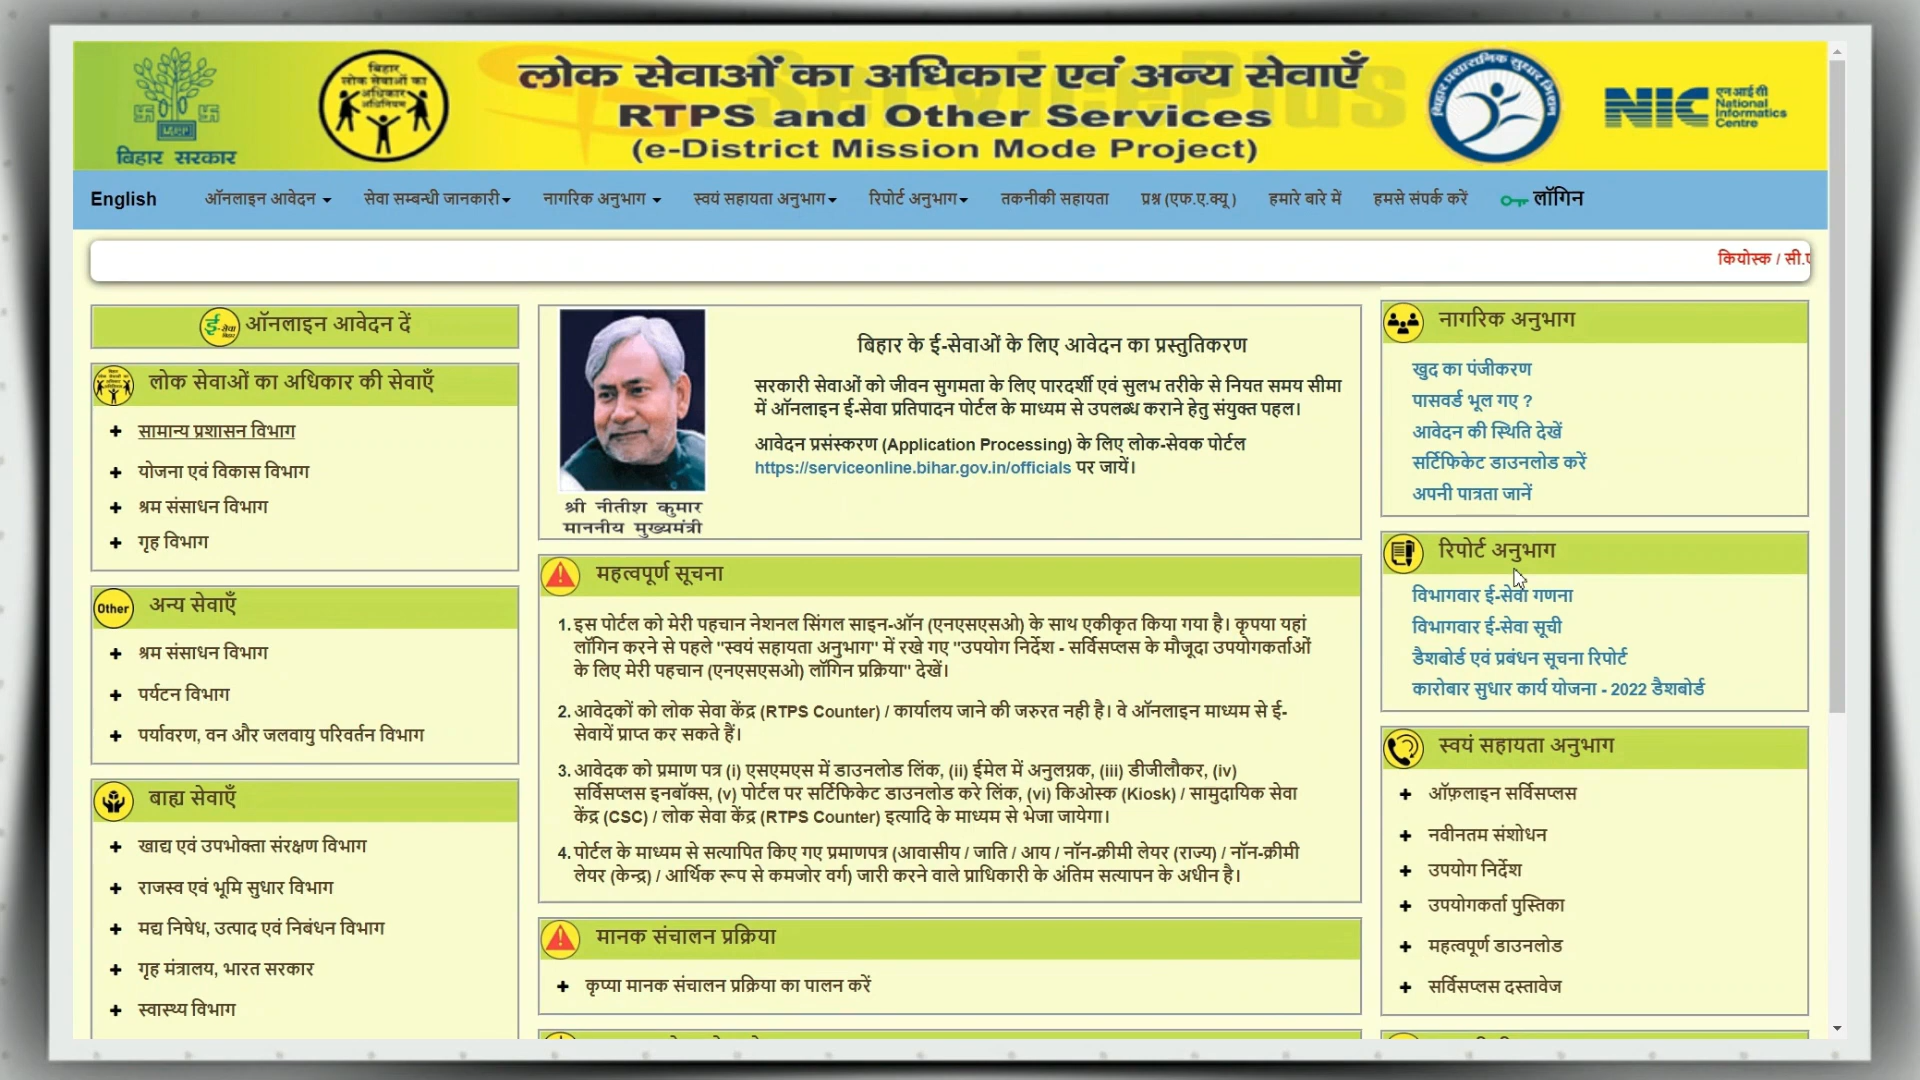 बिहार सरकार
बिहार
लोक सेवाओं का
अधिकार
अधिनियम
लोक सेवाओं का अधिकार एवं अन्य सेवाएँ
RTPS and Other Services
(e-District Mission Mode Project)
बिहार प्रशासनिक सुधार मिशन
NIC
एन आई सी
National
Informatics
Centre
English
ऑनलाइन आवेदन
सेवा सम्बन्धी जानकारी
नागरिक अनुभाग
स्वयं सहायता अनुभाग
रिपोर्ट अनुभाग
तकनीकी सहायता
प्रश्न (एफ.ए.क्यू )
हमारे बारे में
हमसे संपर्क करें
लॉगिन
कियोस्क / सी.ए
ऑनलाइन आवेदन दें
लोक सेवाओं का अधिकार की सेवाएँ
सामान्य प्रशासन विभाग
योजना एवं विकास विभाग
श्रम संसाधन विभाग
गृह विभाग
Other अन्य सेवाएँ
श्रम संसाधन विभाग
पर्यटन विभाग
पर्यावरण, वन और जलवायु परिवर्तन विभाग
बाह्य सेवाएँ
खाद्य एवं उपभोक्ता संरक्षण विभाग
राजस्व एवं भूमि सुधार विभाग
मद्य निषेध, उत्पाद एवं निबंधन विभाग
गृह मंत्रालय, भारत सरकार
स्वास्थ्य विभाग
श्री नीतीश कुमार
माननीय मुख्यमंत्री
बिहार के ई-सेवाओं के लिए आवेदन का प्रस्तुतिकरण
सरकारी सेवाओं को जीवन सुगमता के लिए पारदर्शी एवं सुलभ तरीके से नियत समय सीमा
में ऑनलाइन ई-सेवा प्रतिपादन पोर्टल के माध्यम से उपलब्ध कराने हेतु संयुक्त पहल।
आवेदन प्रसंस्करण (Application Processing) के लिए लोक-सेवक पोर्टल
https://serviceonline.bihar.gov.in/officials पर जायें।
महत्वपूर्ण सूचना
1. इस पोर्टल को मेरी पहचान नेशनल सिंगल साइन-ऑन (एनएसएसओ) के साथ एकीकृत किया गया है। कृपया यहां
लॉगिन करने से पहले "स्वयं सहायता अनुभाग" में रखे गए "उपयोग निर्देश - सर्विसप्लस के मौजूदा उपयोगकर्ताओं
के लिए मेरी पहचान (एनएसएसओ) लॉगिन प्रक्रिया" देखें।
2. आवेदकों को लोक सेवा केंद्र (RTPS Counter) / कार्यालय जाने की जरुरत नही है। वे ऑनलाइन माध्यम से ई-
सेवायें प्राप्त कर सकते हैं।
3. आवेदक को प्रमाण पत्र (i) एसएमएस में डाउनलोड लिंक, (ii) ईमेल में अनुलग्नक, (iii) डीजीलौकर, (iv)
सर्विसप्लस इनबॉक्स, (v) पोर्टल पर सर्टिफिकेट डाउनलोड करे लिंक, (vi) किओस्क (Kiosk) / सामुदायिक सेवा
केंद्र (CSC) / लोक सेवा केंद्र (RTPS Counter) इत्यादि के माध्यम से भेजा जायेगा।
4. पोर्टल के माध्यम से सत्यापित किए गए प्रमाणपत्र (आवासीय / जाति / आय / नॉन-क्रीमी लेयर (राज्य) / नॉन-क्रीमी
लेयर (केन्द्र) / आर्थिक रूप से कमजोर वर्ग) जारी करने वाले प्राधिकारी के अंतिम सत्यापन के अधीन है।
मानक संचालन प्रक्रिया
कृप्या मानक संचालन प्रक्रिया का पालन करें
नागरिक अनुभाग
खुद का पंजीकरण
पासवर्ड भूल गए ?
आवेदन की स्थिति देखें
सर्टिफिकेट डाउनलोड करें
अपनी पात्रता जानें
रिपोर्ट अनुभाग
विभागवार ई-सेवा गणना
विभागवार ई-सेवा सूची
डैशबोर्ड एवं प्रबंधन सूचना रिपोर्ट
कारोबार सुधार कार्य योजना - 2022 डैशबोर्ड
स्वयं सहायता अनुभाग
ऑफ़लाइन सर्विसप्लस
नवीनतम संशोधन
उपयोग निर्देश
उपयोगकर्ता पुस्तिका
महत्वपूर्ण डाउनलोड
सर्विसप्लस दस्तावेज